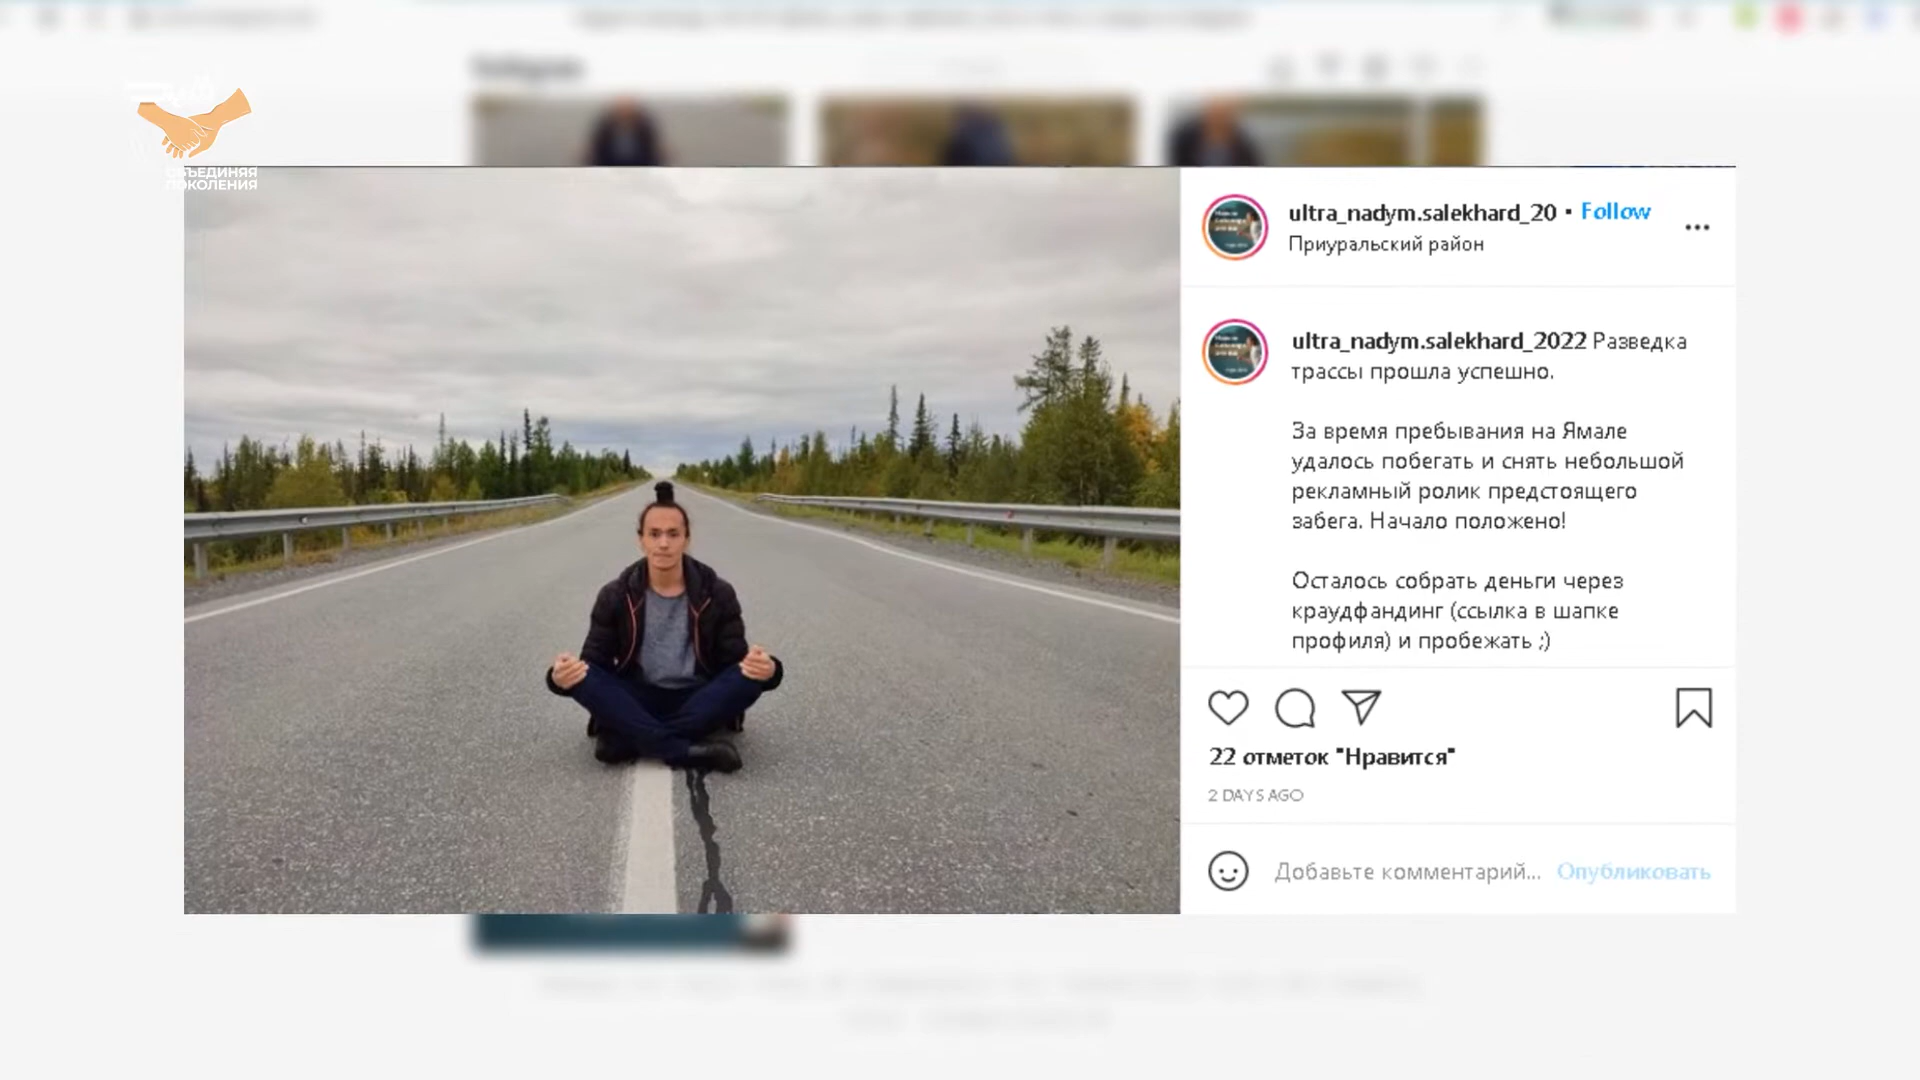 ОБЪЕДИНЯЯ
ПОКОЛЕНИЯ
ultra_nadym.salekhard_20 • Follow
Приуральский район
ultra_nadym.salekhard_2022 Разведка
трассы прошла успешно.
За время пребывания на Ямале
удалось побегать и снять небольшой
рекламный ролик предстоящего
забега. Начало положено!
Осталось собрать деньги через
краудфандинг (ссылка в шапке
профиля) и пробежать ;)
22 отметок "Нравится"
2 DAYS AGO
Добавьте комментарий... Опубликовать